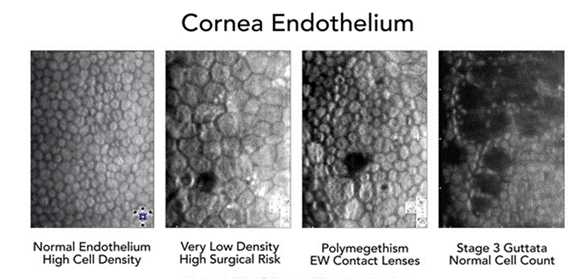 Cornea Endothelium
Normal Endothelium
High Cell Density
Very Low Density
High Surgical Risk
Polymegethism
EW Contact Lenses
Stage 3 Guttata
Normal Cell Count